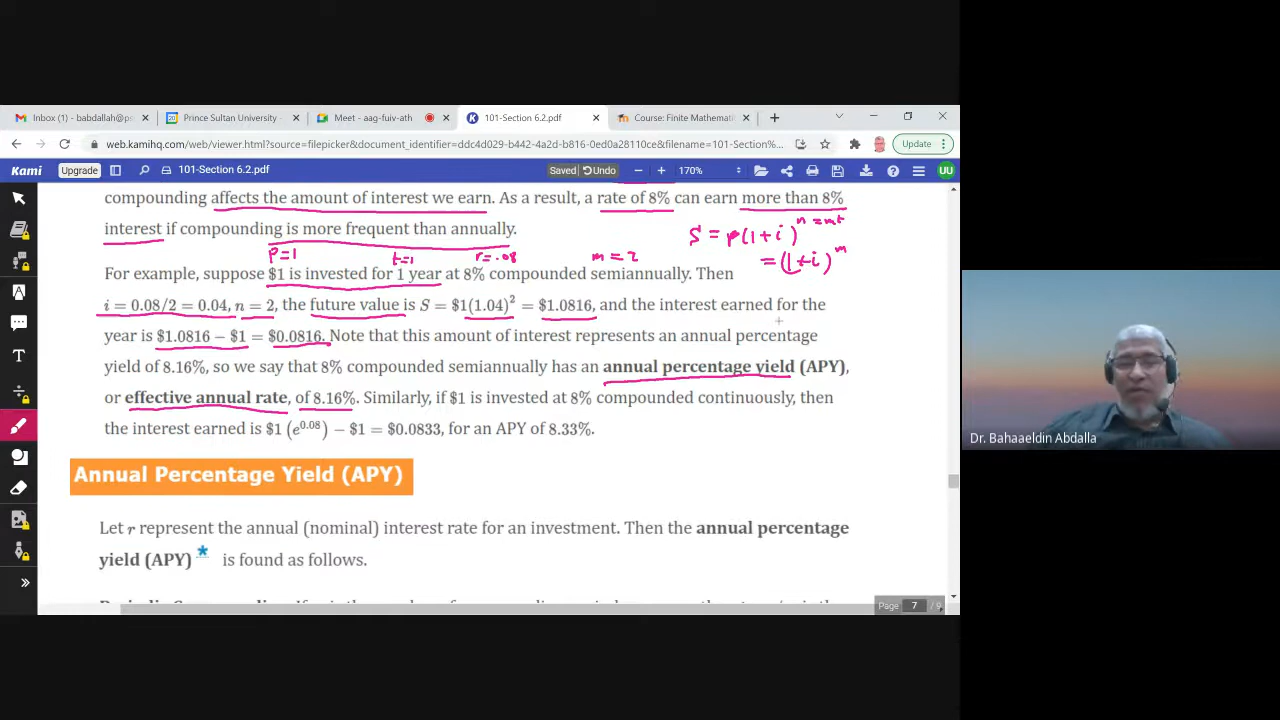 Inbox (1) - babdallah@ps
Prince Sultan University -
Meet - aag-fuiv-ath
101-Section 6.2.pdf
Course: Finite Mathemati
web.kamihq.com/web/viewer.html?source=filepicker&document_identifier=ddc4d029-b442-4a2d-b816-0ed0a28110ce&filename=101-Section%...
Update
Kami
Upgrade
101-Section 6.2.pdf
Saved
Undo
170%
UU
compounding affects the amount of interest we earn. As a result, a rate of 8% can earn more than 8%
interest if compounding is more frequent than annually.
S = P(1+i)^n = mt
P=1 t=1 r=.08 m=2 = (1+i)^m
For example, suppose $1 is invested for 1 year at 8% compounded semiannually. Then
i = 0.08/2 = 0.04, n = 2, the future value is S = $1(1.04)² = $1.0816, and the interest earned for the
year is $1.0816 − $1 = $0.0816. Note that this amount of interest represents an annual percentage
yield of 8.16%, so we say that 8% compounded semiannually has an annual percentage yield (APY),
or effective annual rate, of 8.16%. Similarly, if $1 is invested at 8% compounded continuously, then
the interest earned is $1 (e^0.08) − $1 = $0.0833, for an APY of 8.33%.
Annual Percentage Yield (APY)
Let r represent the annual (nominal) interest rate for an investment. Then the annual percentage
yield (APY) * is found as follows.
Page 7 / 9
T
Dr. Bahaaeldin Abdalla